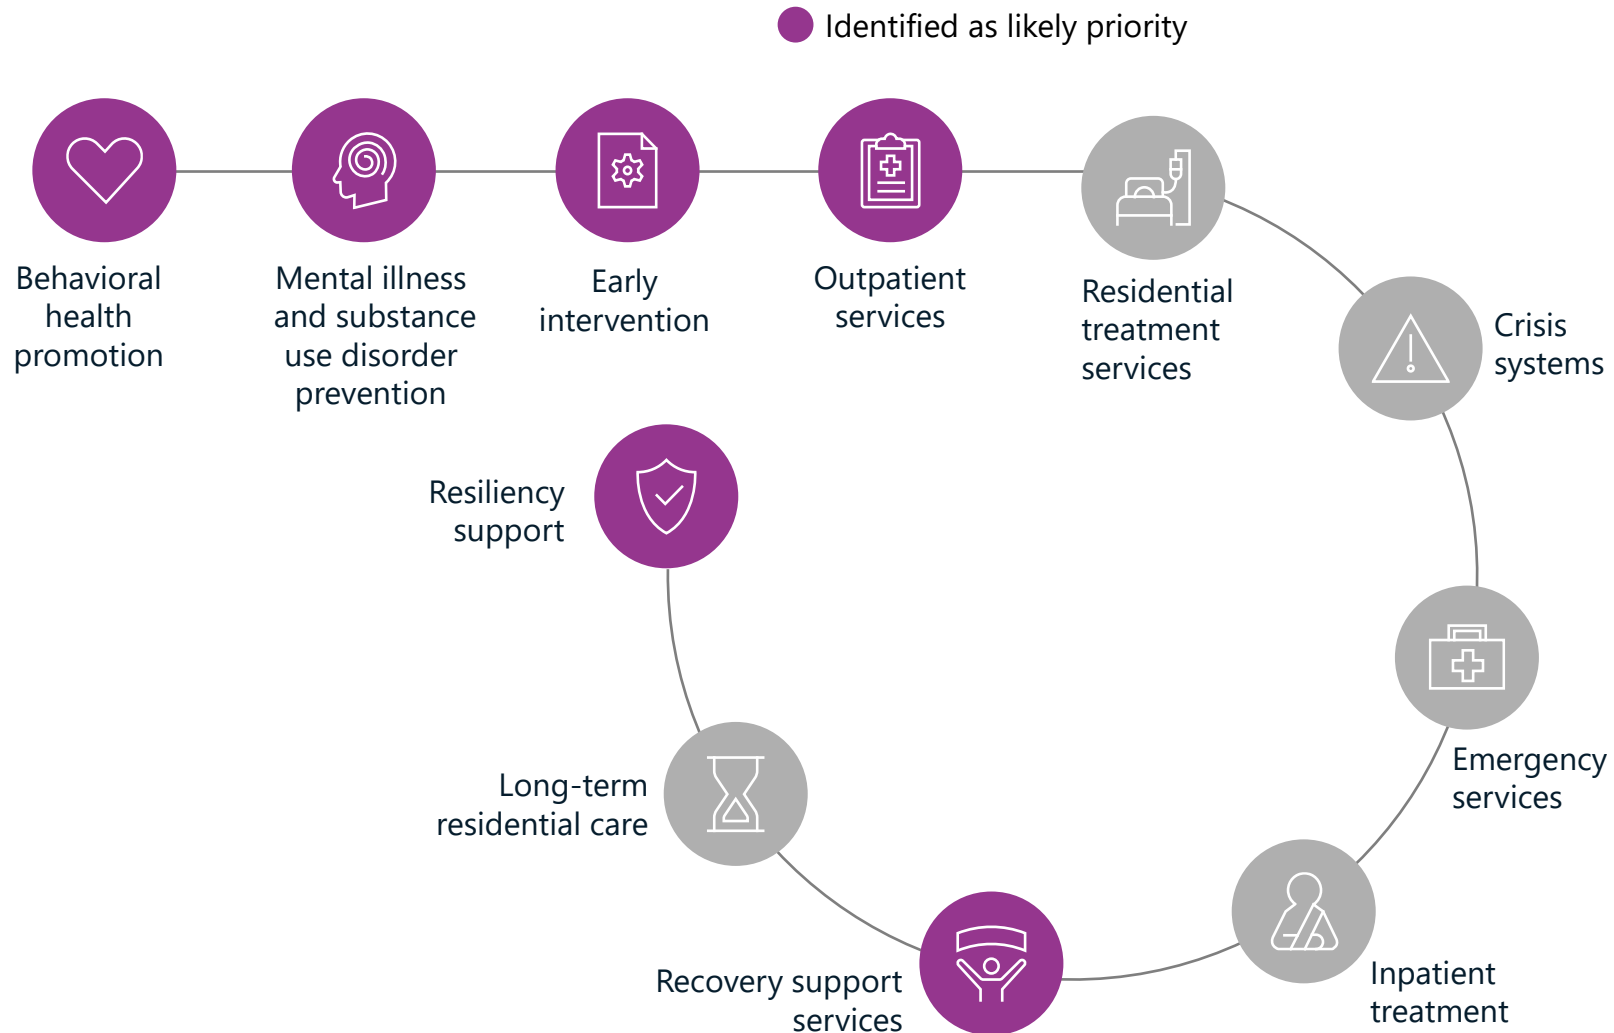 Identified as likely priority
Behavioral
health
promotion
Mental illness
and substance
use disorder
prevention
Early
intervention
Outpatient
services
Residential
treatment
services
Crisis
systems
Emergency
services
Inpatient
treatment
Recovery support
services
Long-term
residential care
Resiliency
support